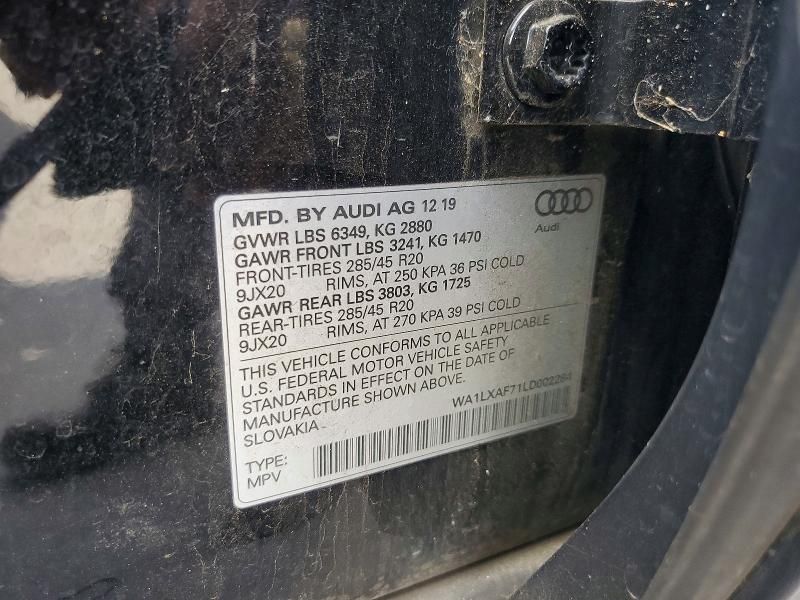 MFD. BY AUDI AG 12 19
Audi
GVWR LBS 6349, KG 2880
GAWR FRONT LBS 3241, KG 1470
FRONT-TIRES 285/45 R20
9JX20 RIMS, AT 250 KPA 36 PSI COLD
GAWR REAR LBS 3803, KG 1725
REAR-TIRES 285/45 R20
9JX20 RIMS, AT 270 KPA 39 PSI COLD
THIS VEHICLE CONFORMS TO ALL APPLICABLE
U.S. FEDERAL MOTOR VEHICLE SAFETY
STANDARDS IN EFFECT ON THE DATE OF
MANUFACTURE SHOWN ABOVE.
SLOVAKIA
WA1LXAF71LD002284
TYPE:
MPV